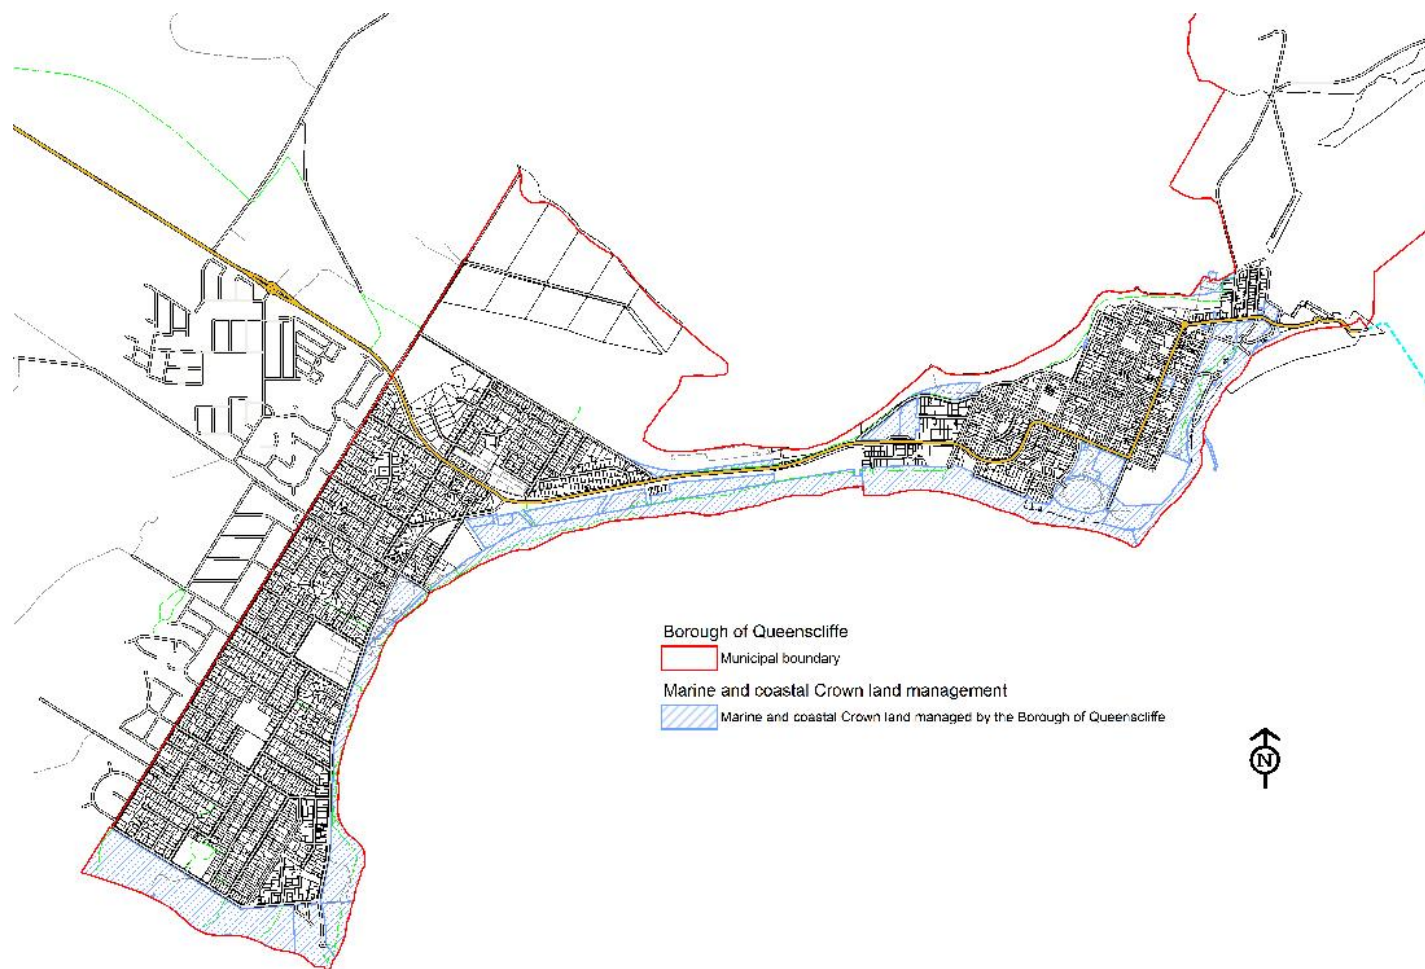 Borough of Queenscliffe
Municipal boundary
Marine and coastal Crown land management
Marine and coastal Crown land managed by the Borough of Queenscliffe
N